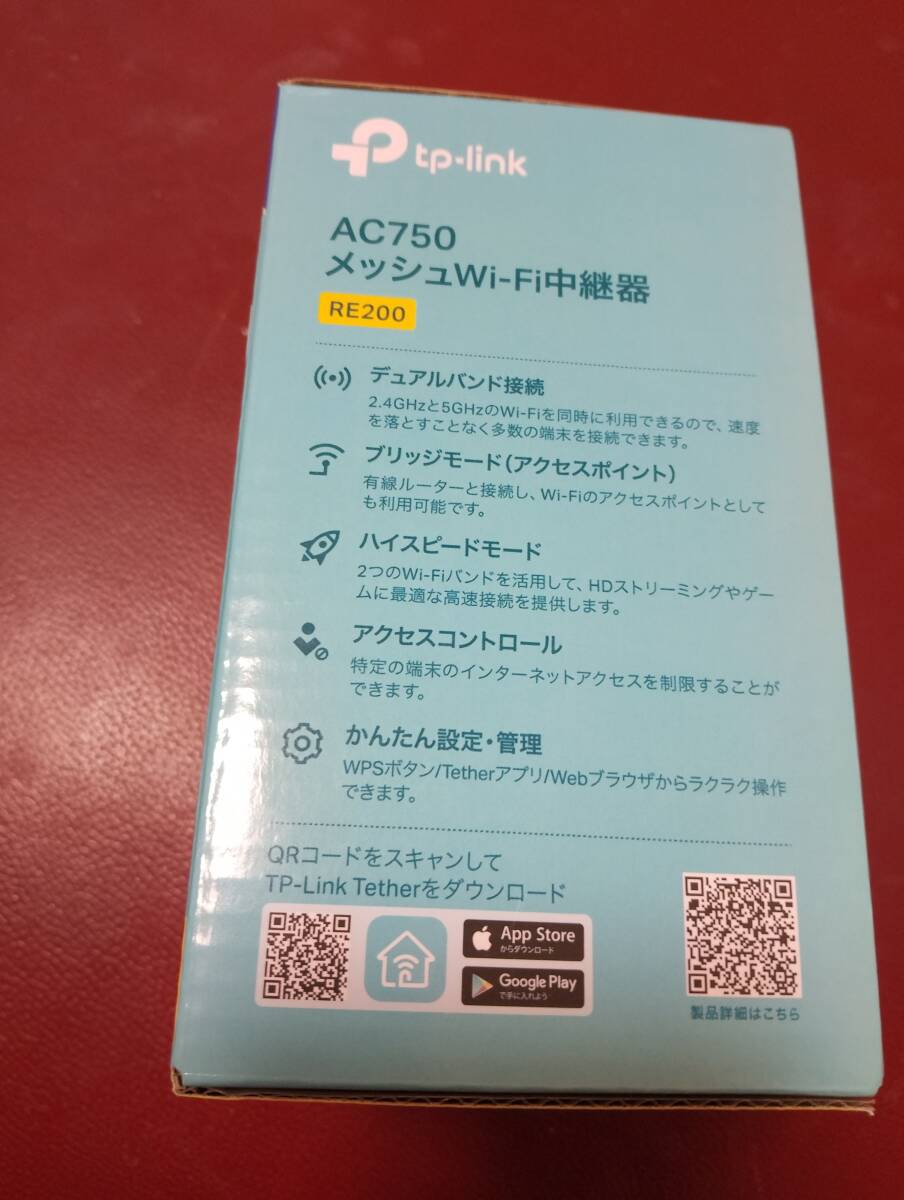 tp-link
AC750
メッシュWi-Fi中継器
RE200
デュアルバンド接続
2.4GHzと5GHzのWi-Fiを同時に利用できるので、速度
を落とすことなく多数の端末を接続できます。
ブリッジモード(アクセスポイント)
有線ルーターと接続し、Wi-Fiのアクセスポイントとして
も利用可能です。
ハイスピードモード
2つのWi-Fiバンドを活用して、HDストリーミングやゲー
ムに最適な高速接続を提供します。
アクセスコントロール
特定の端末のインターネットアクセスを制限することが
できます。
かんたん設定・管理
WPSボタン/Tetherアプリ/Webブラウザからラクラク操作
できます。
QRコードをスキャンして
TP-Link Tetherをダウンロード
App Store
からダウンロード
Google Play
で手に入れよう
製品詳細はこちら